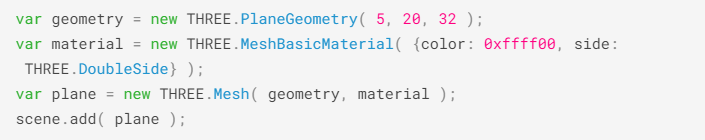 var geometry = new THREE.PlaneGeometry( 5, 20, 32 );
var material = new THREE.MeshBasicMaterial( {color: 0xffff00, side:
THREE.DoubleSide} );
var plane = new THREE.Mesh( geometry, material );
scene.add( plane );